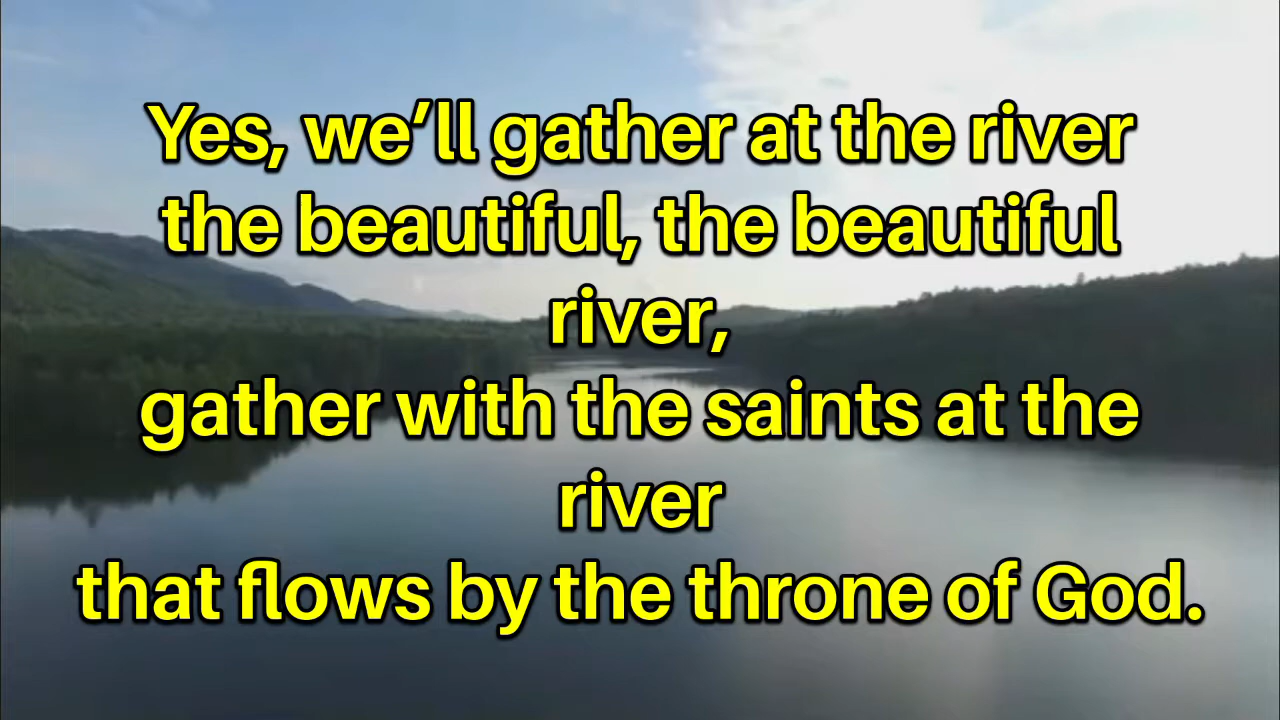 Yes, we’ll gather at the river
the beautiful, the beautiful
river,
gather with the saints at the
river
that flows by the throne of God.